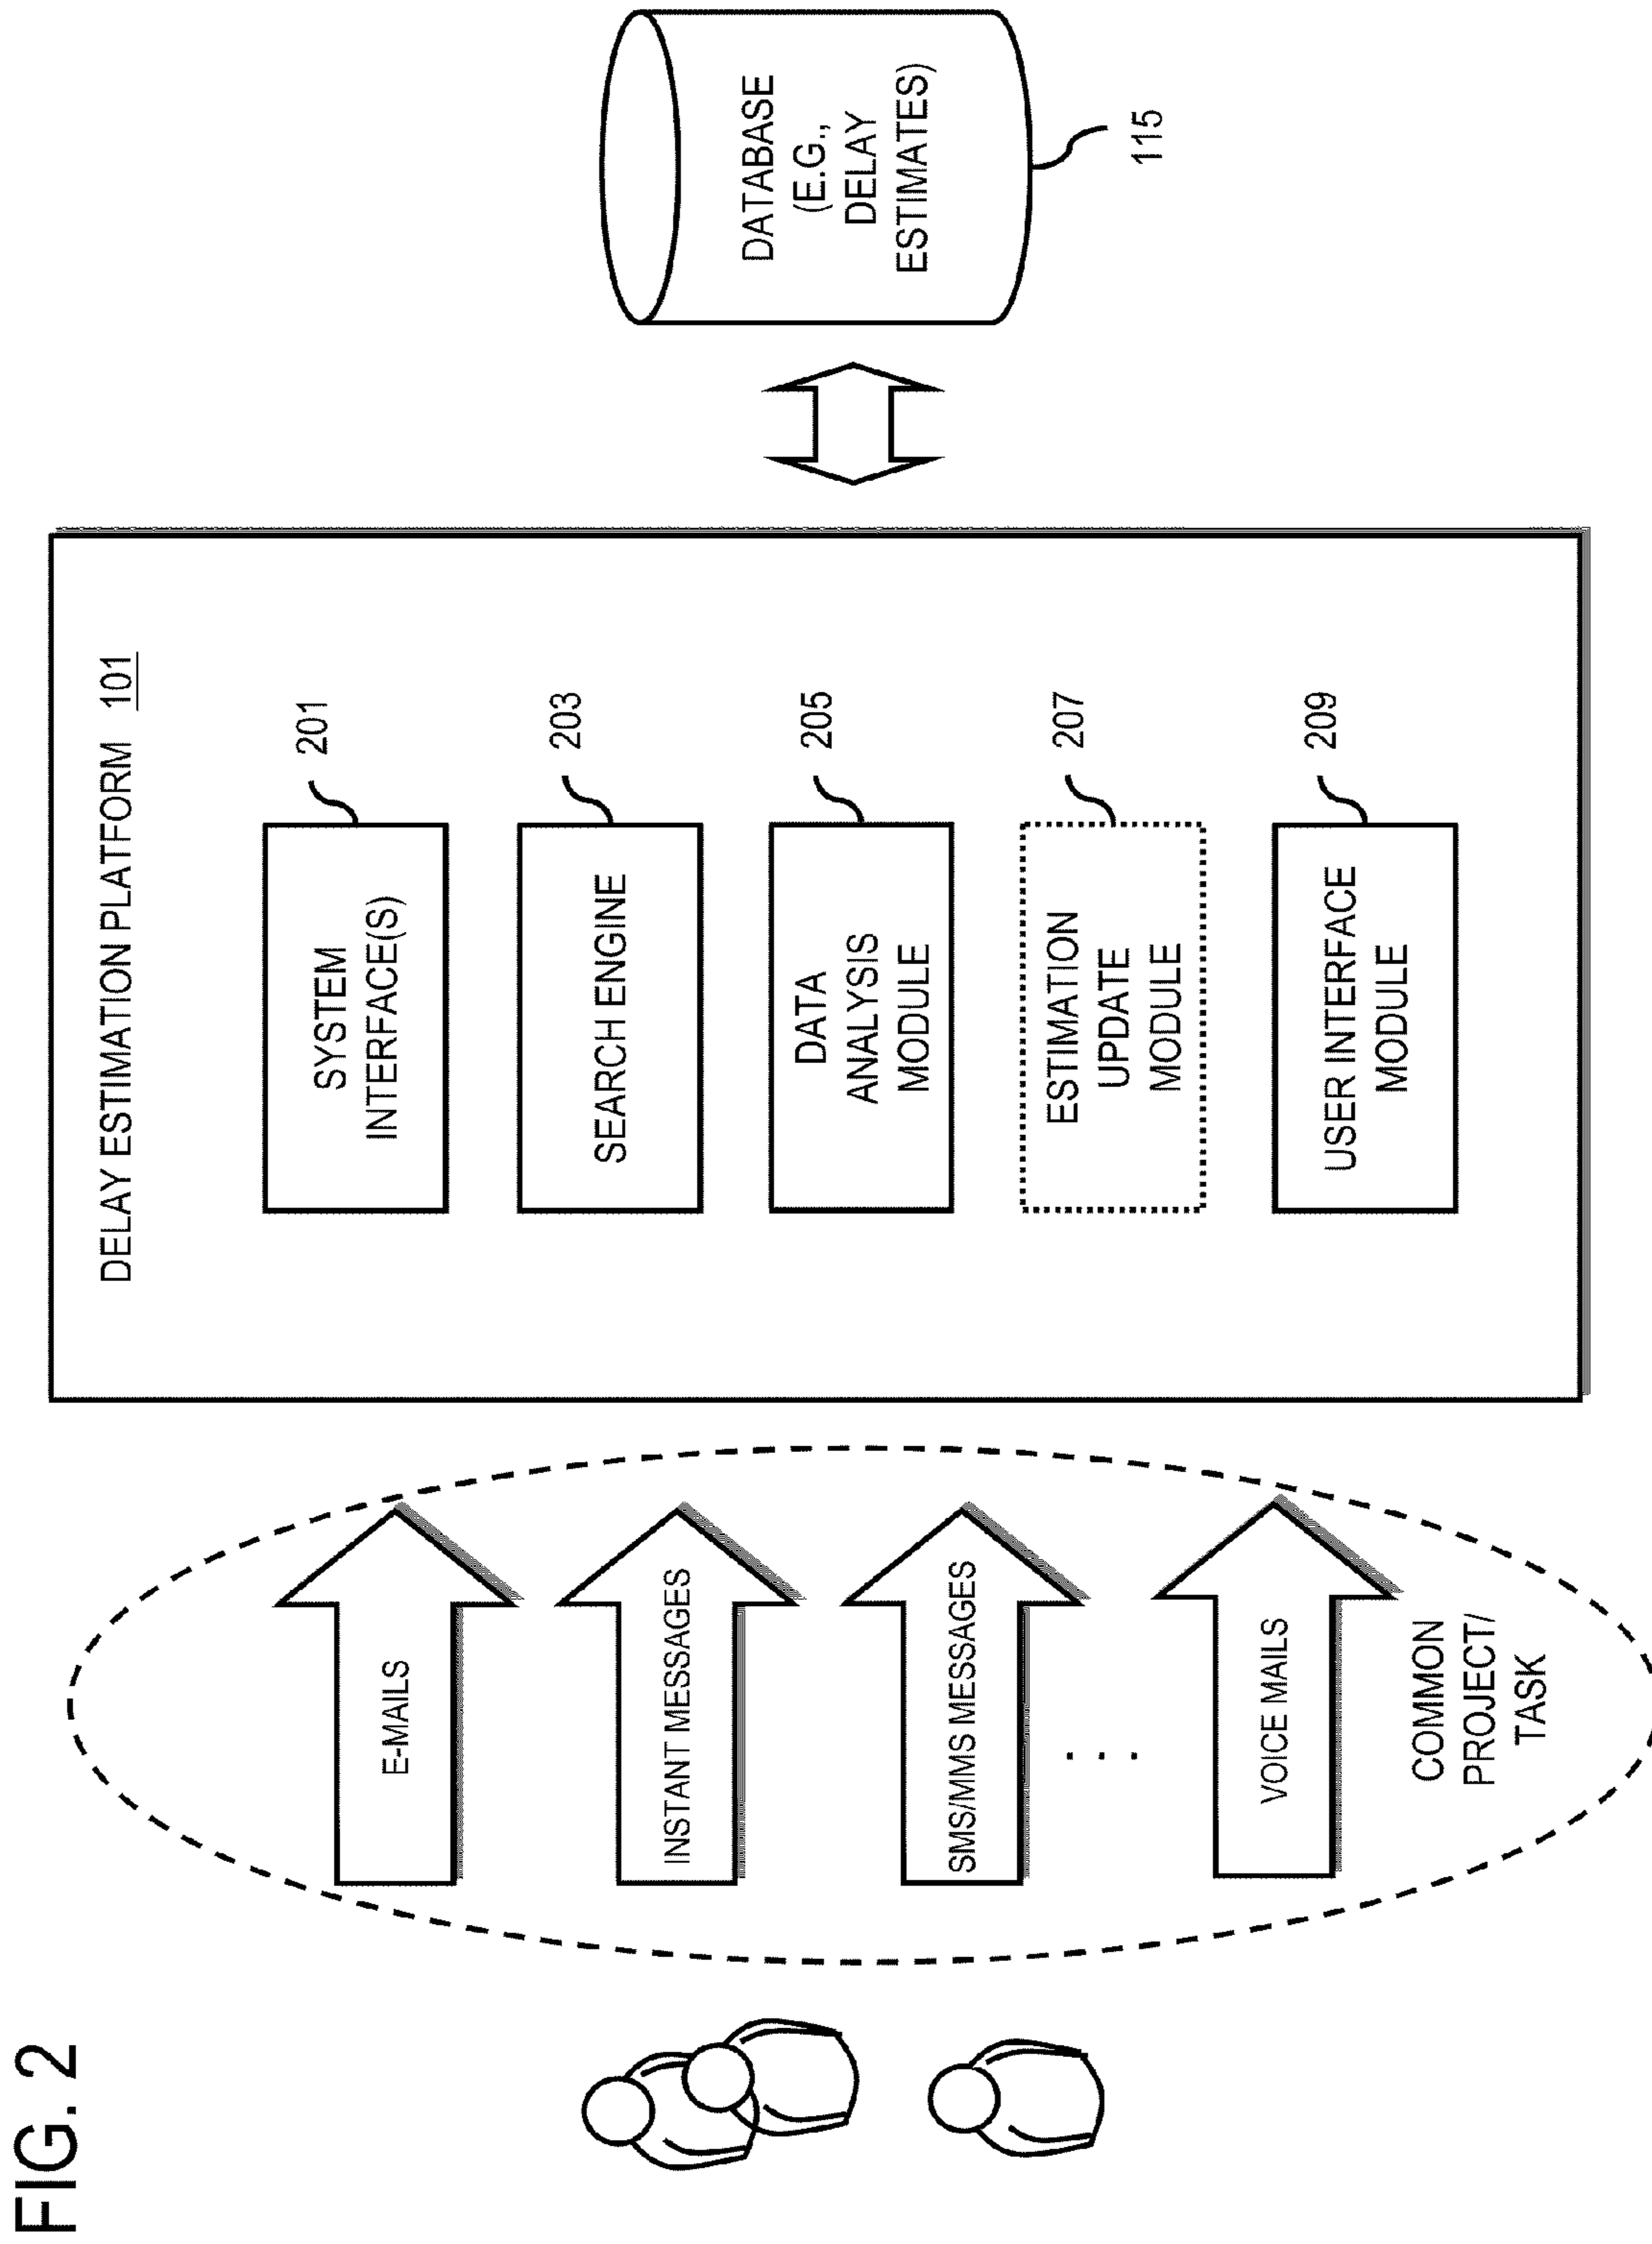 FIG. 2
E-MAILS
INSTANT MESSAGES
SMS/MMS MESSAGES
. . .
VOICE MAILS
COMMON
PROJECT/
TASK
DELAY ESTIMATION PLATFORM 101
SYSTEM
INTERFACE(S)
201
SEARCH ENGINE
203
DATA
ANALYSIS
MODULE
205
ESTIMATION
UPDATE
MODULE
207
USER INTERFACE
MODULE
209
DATABASE
(E.G.,
DELAY
ESTIMATES)
115